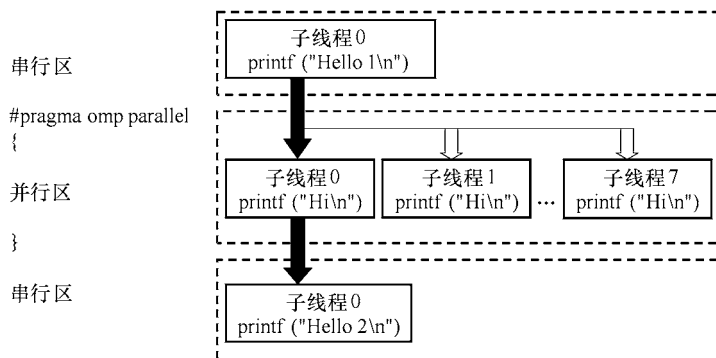 子线程0
printf ("Hello 1\n")
串行区
#pragma omp parallel
{
子线程0 子线程1 子线程7
并行区 printf ("Hi\n") printf ("Hi\n") ... printf ("Hi\n")
}
串行区 子线程0
printf ("Hello 2\n")